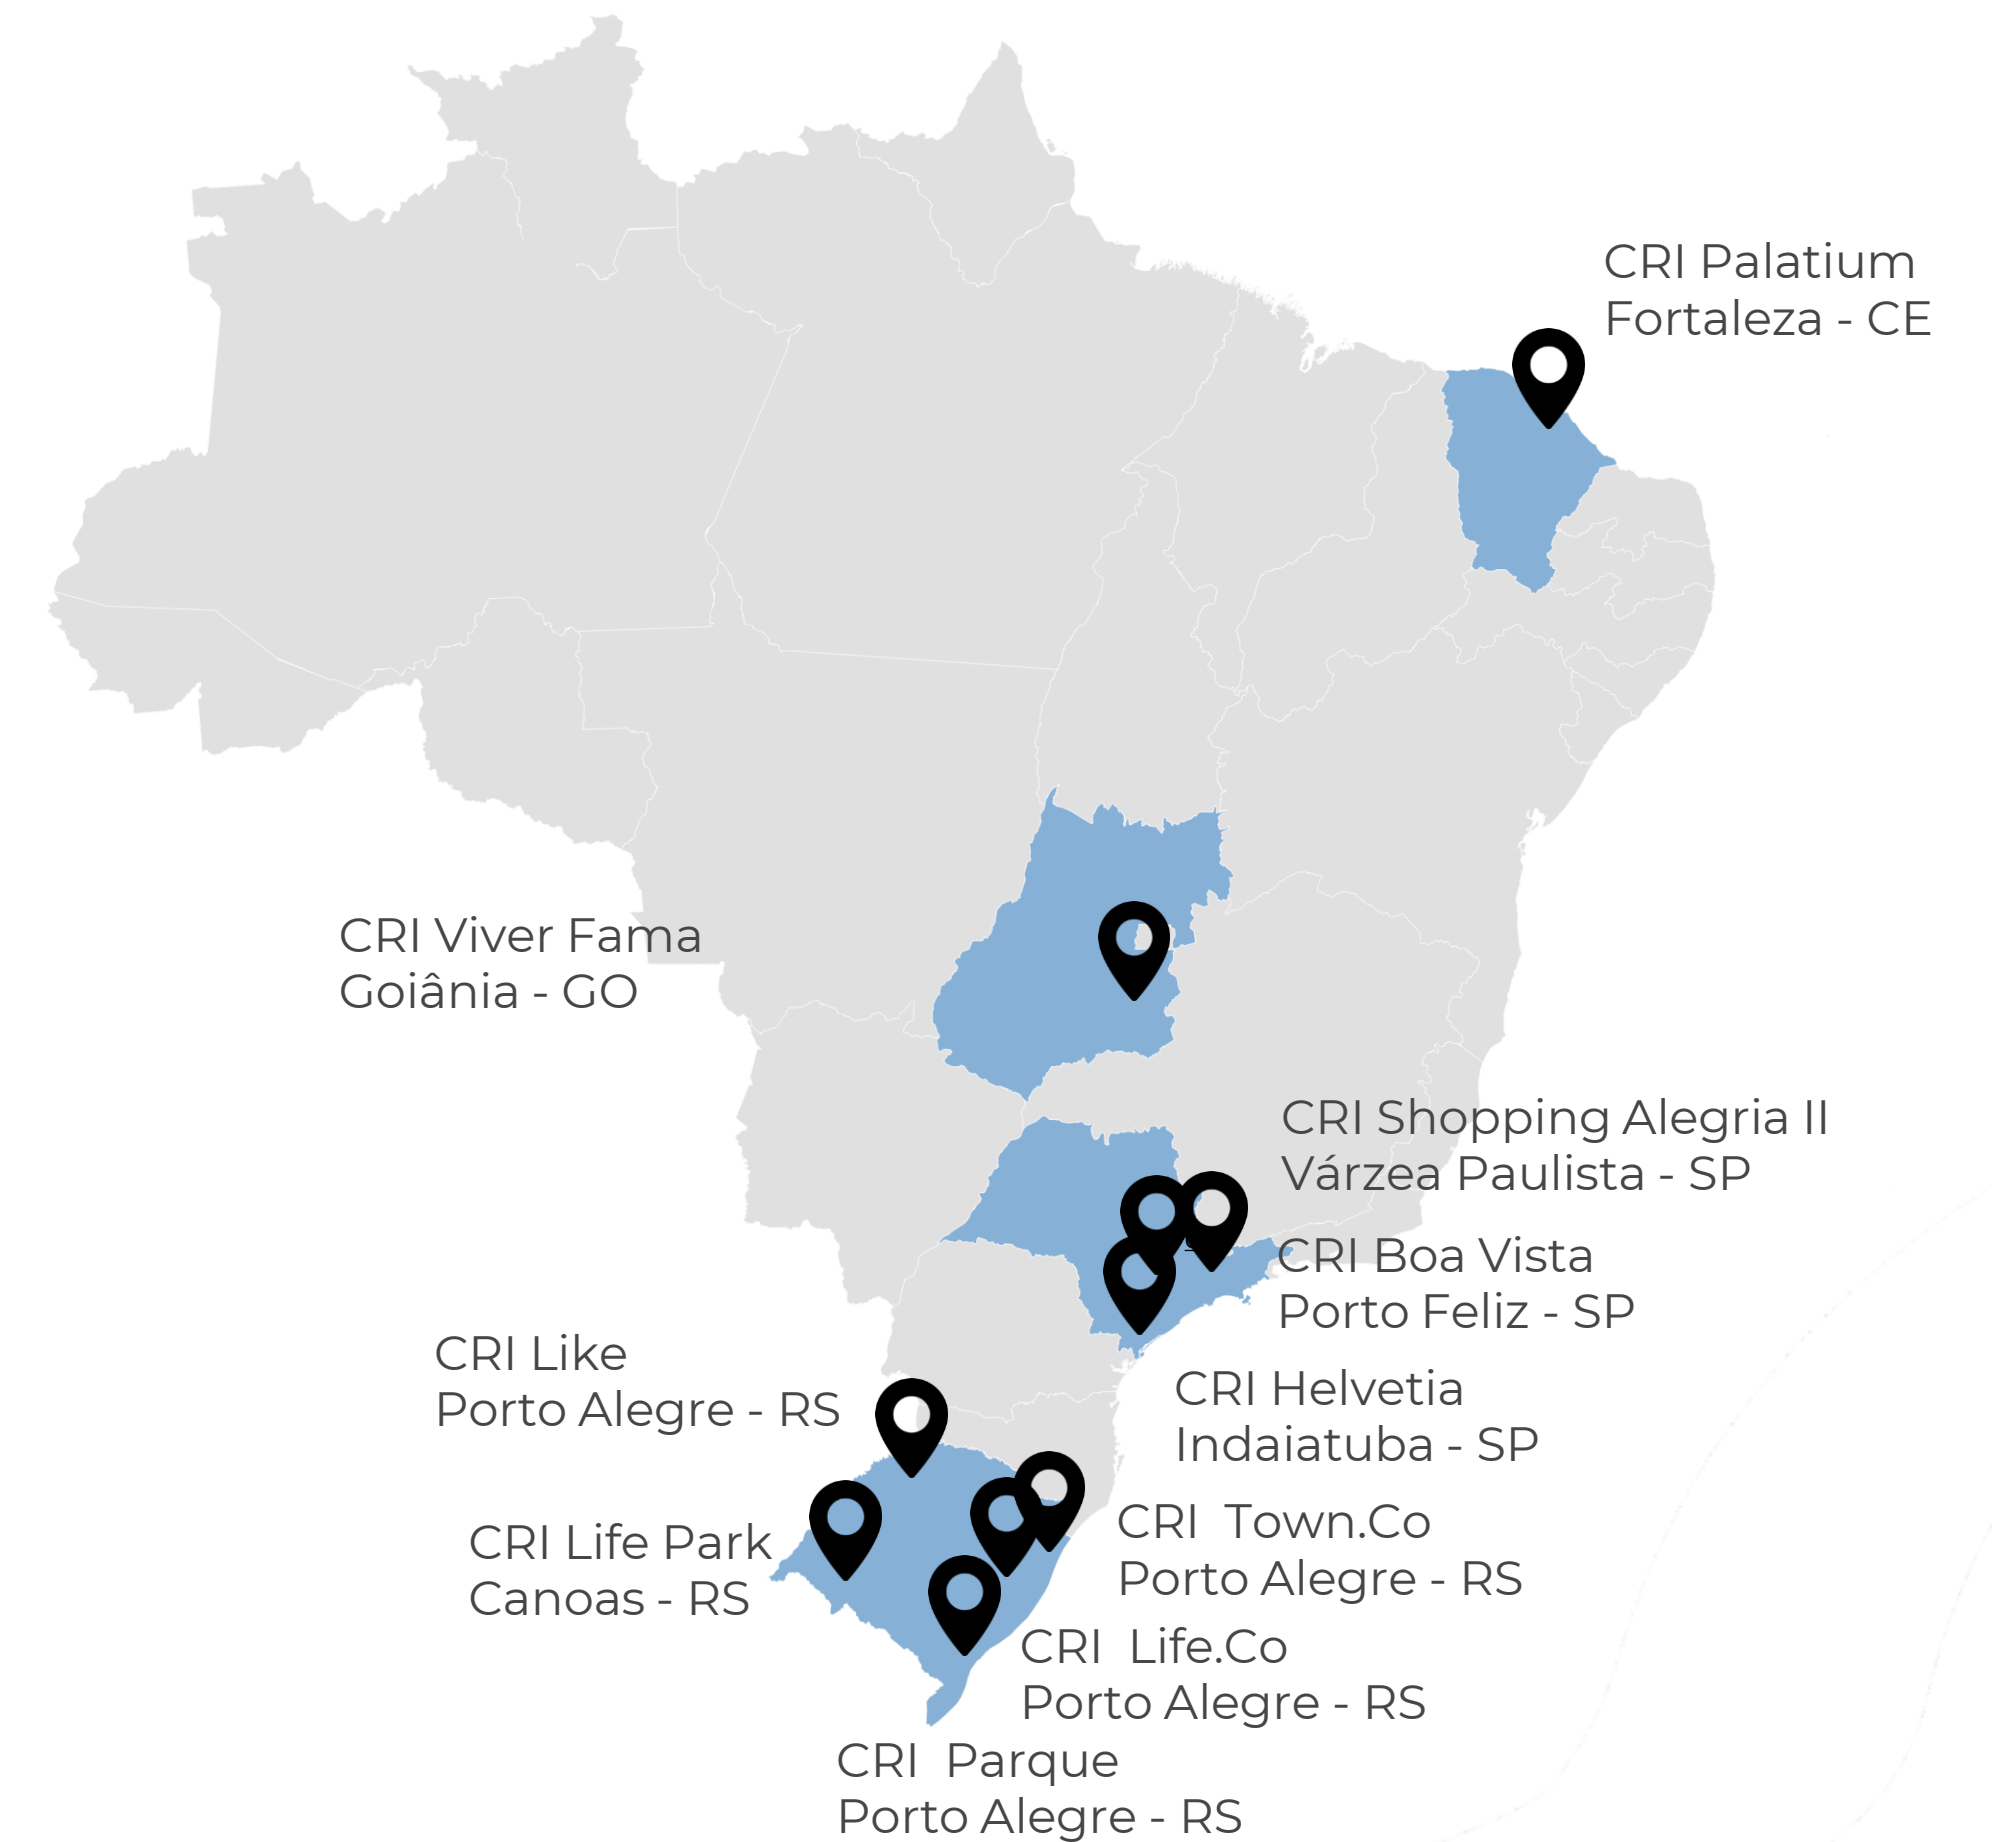 CRI Palatium
Fortaleza - CE
CRI Viver Fama
Goiânia - GO
CRI Shopping Alegria II
Várzea Paulista - SP
CRI Boa Vista
Porto Feliz - SP
CRI Like
Porto Alegre - RS
CRI Helvetia
Indaiatuba - SP
CRI Life Park
Canoas - RS
CRI Town.Co
Porto Alegre - RS
CRI Life.Co
Porto Alegre - RS
CRI Parque
Porto Alegre - RS